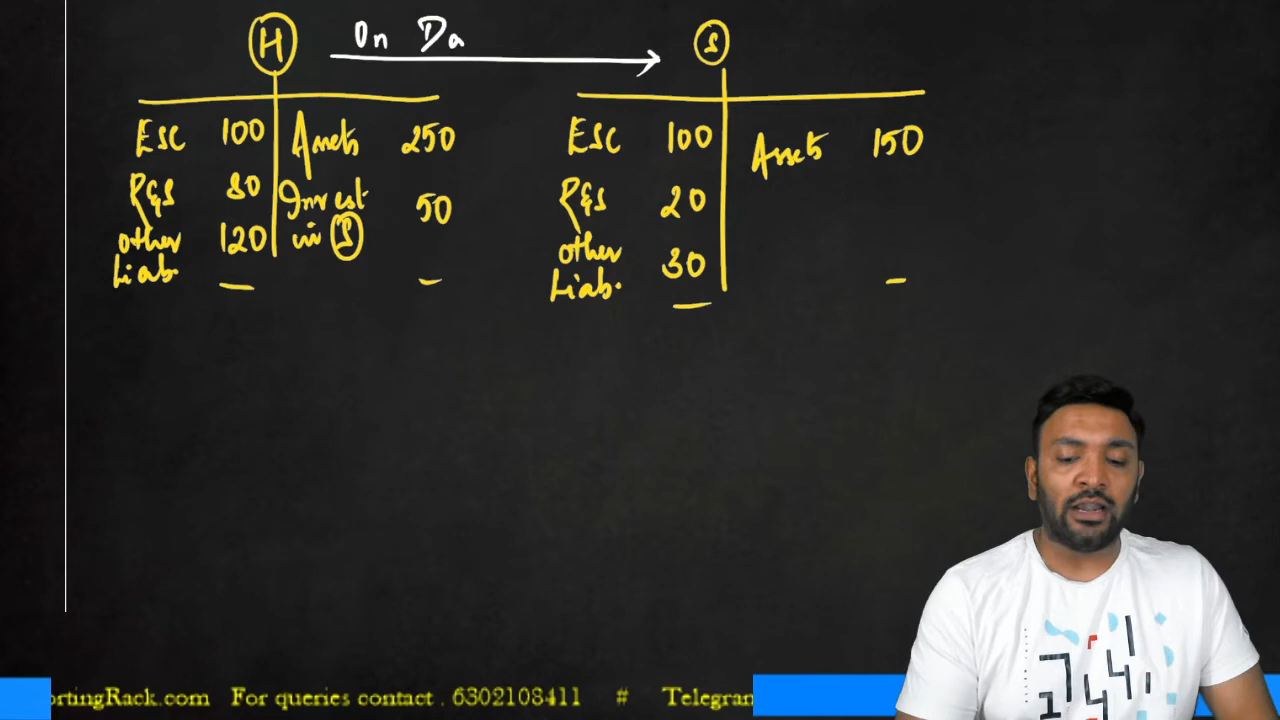 H On Da S
ESC 100 Assets 250
R&S 80 Invest 50
other 120 in S
Liab.
ESC 100 Assets 150
R&S 20
other 30
Liab.
ortingRack.com For queries contact . 6302108411 # Telegran